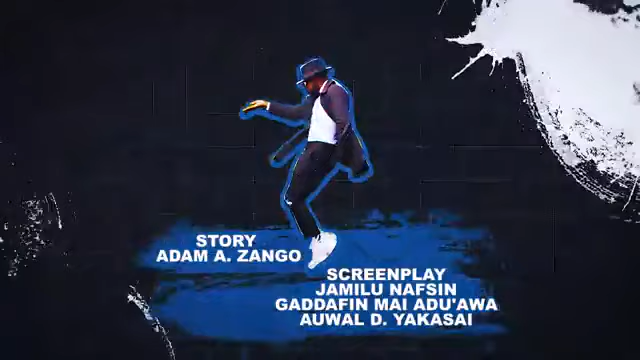 STORY
ADAM A. ZANGO
SCREENPLAY
JAMILU NAFSIN
GADDAFIN MAI ADU'AWA
AUWAL D. YAKASAI